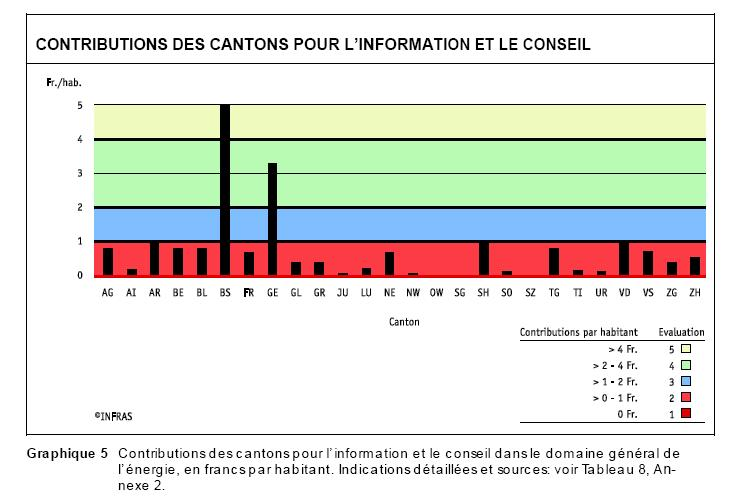 CONTRIBUTIONS DES CANTONS POUR L'INFORMATION ET LE CONSEIL
Fr./hab.
5
4
3
2
1
0
AG AI AR BE BL BS FR GE GL GR JU LU NE NW OW SG SH SO SZ TG TI UR VD VS ZG ZH
Canton
Contributions par habitant Evaluation
> 4 Fr. 5
> 2 - 4 Fr. 4
> 1 - 2 Fr. 3
> 0 - 1 Fr. 2
0 Fr. 1
©INFRAS
Graphique 5 Contributions des cantons pour l'information et le conseil dans le domaine général de
l'énergie, en francs par habitant. Indications détaillées et sources: voir Tableau 8, An-
nexe 2.